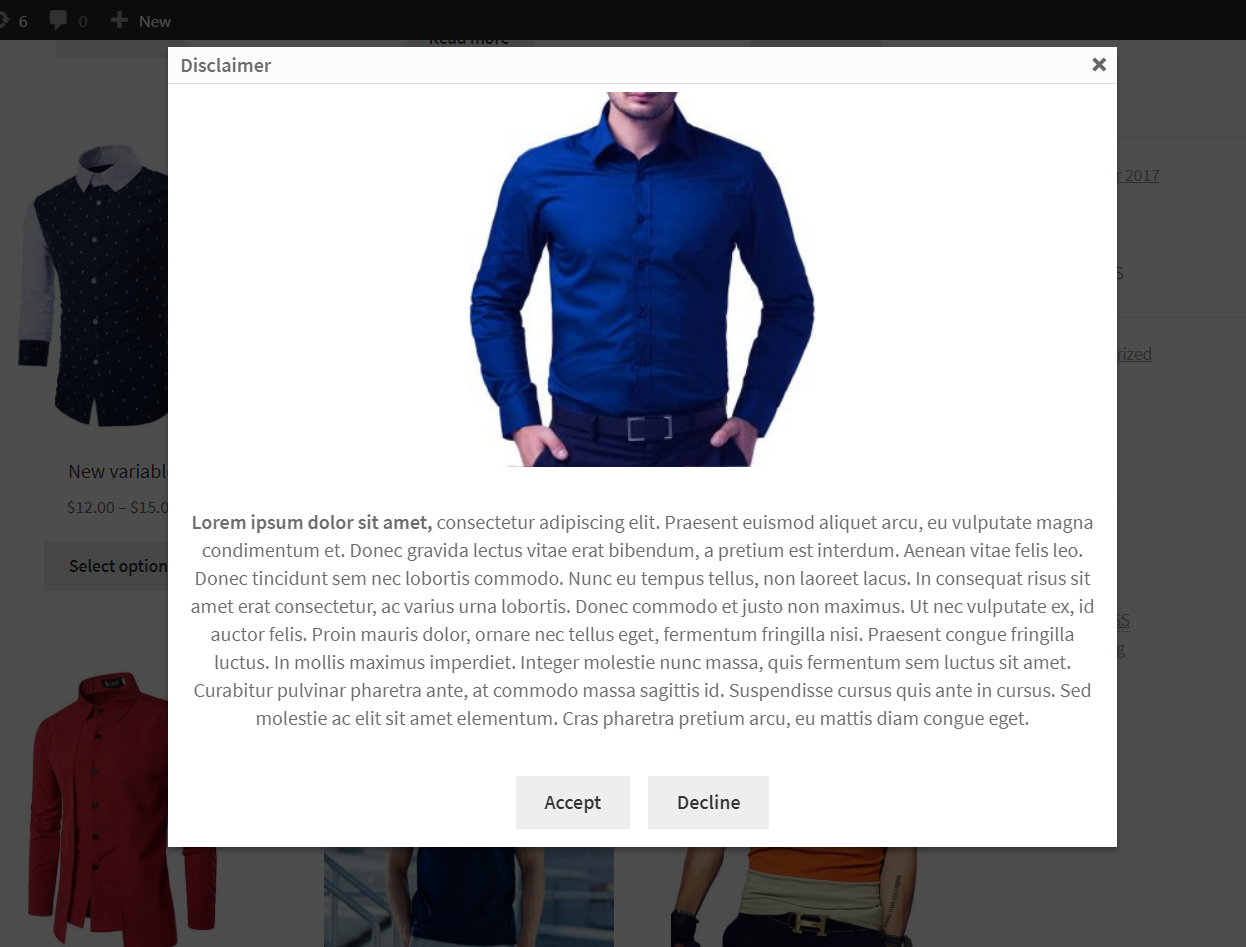 6 0 New
Read more
Disclaimer
2017
New variabl
$12.00 – $15.0
Select option
Lorem ipsum dolor sit amet, consectetur adipiscing elit. Praesent euismod aliquet arcu, eu vulputate magna
condimentum et. Donec gravida lectus vitae erat bibendum, a pretium est interdum. Aenean vitae felis leo.
Donec tincidunt sem nec lobortis commodo. Nunc eu tempus tellus, non laoreet lacus. In consequat risus sit
amet erat consectetur, ac varius urna lobortis. Donec commodo et justo non maximus. Ut nec vulputate ex, id
auctor felis. Proin mauris dolor, ornare nec tellus eget, fermentum fringilla nisi. Praesent congue fringilla
luctus. In mollis maximus imperdiet. Integer molestie nunc massa, quis fermentum sem luctus sit amet.
Curabitur pulvinar pharetra ante, at commodo massa sagittis id. Suspendisse cursus quis ante in cursus. Sed
molestie ac elit sit amet elementum. Cras pharetra pretium arcu, eu mattis diam congue eget.
Accept
Decline